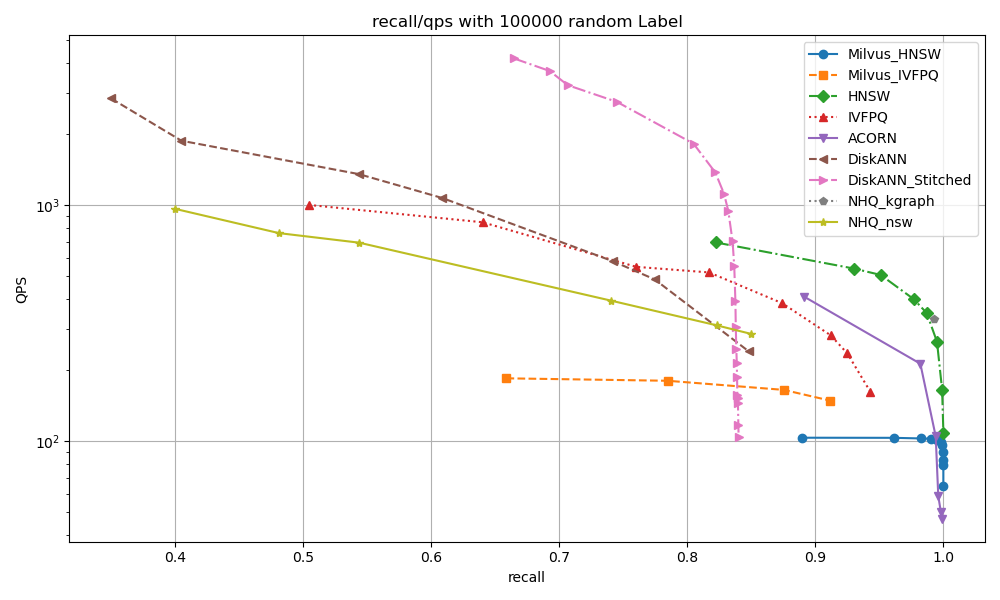 recall/qps with 100000 random Label
Milvus_HNSW
Milvus_IVFPQ
HNSW
IVFPQ
ACORN
DiskANN
DiskANN_Stitched
NHQ_kgraph
NHQ_nsw
QPS
10³
10²
0.4 0.5 0.6 0.7 0.8 0.9 1.0
recall